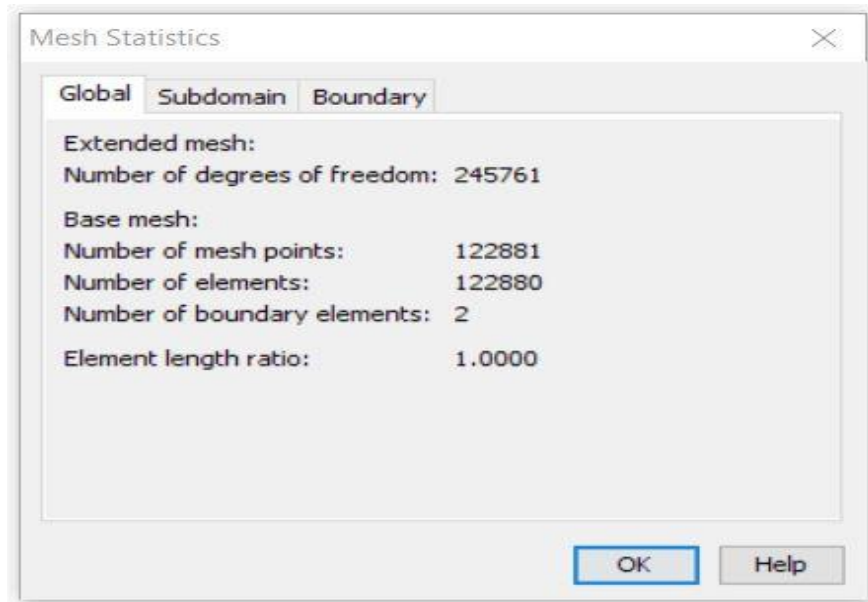 Mesh Statistics
Global Subdomain Boundary
Extended mesh:
Number of degrees of freedom: 245761
Base mesh:
Number of mesh points: 122881
Number of elements: 122880
Number of boundary elements: 2
Element length ratio: 1.0000
OK Help